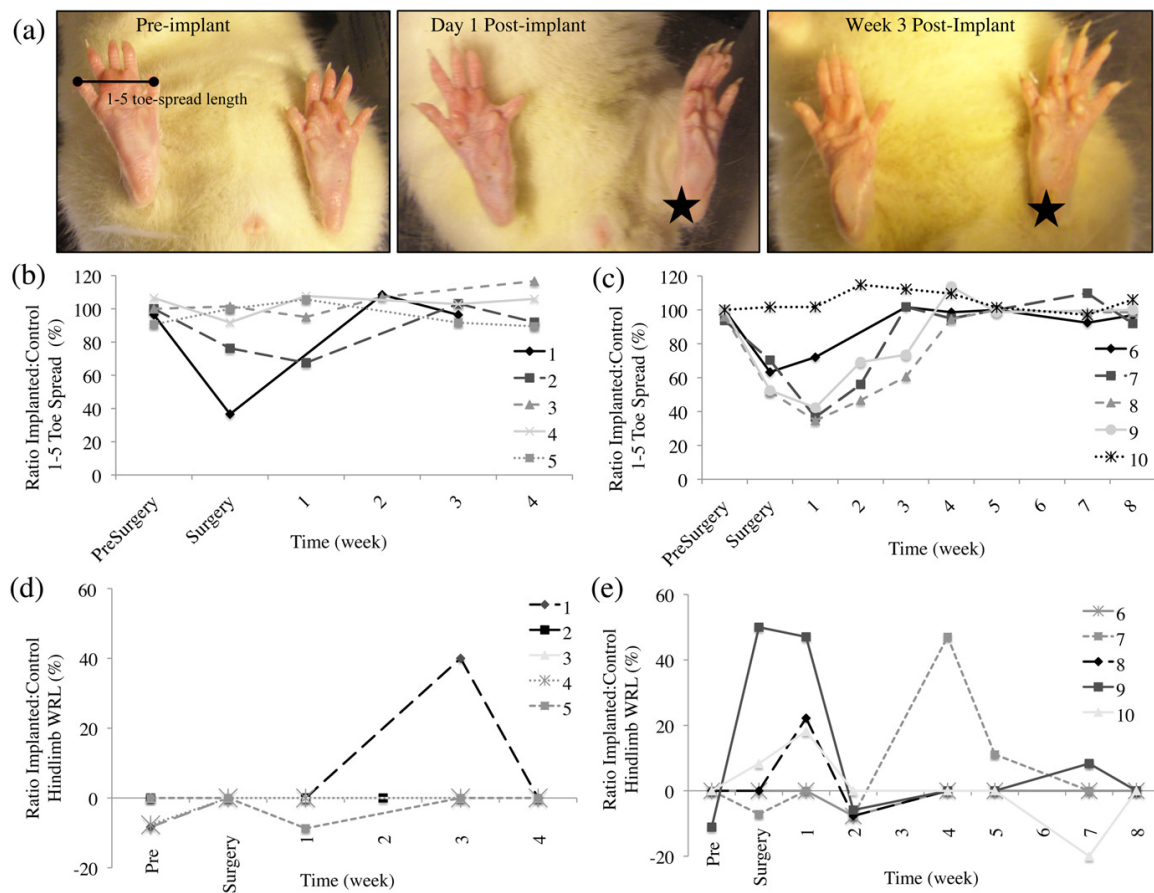 (a)
Pre-implant
1-5 toe-spread length
Day 1 Post-implant
Week 3 Post-Implant
(b)
Ratio Implanted:Control
1-5 Toe Spread (%)
120
100
80
60
40
20
0
PreSurgery
Surgery
1
2
3
4
Time (week)
1
2
3
4
5
(c)
Ratio Implanted:Control
1-5 Toe Spread (%)
120
100
80
60
40
20
0
PreSurgery
Surgery
1
2
3
4
5
6
7
8
Time (week)
6
7
8
9
10
(d)
Ratio Implanted:Control
Hindlimb WRL (%)
60
40
20
0
-20
Pre
Surgery
1
2
3
4
Time (week)
1
2
3
4
5
(e)
Ratio Implanted:Control
Hindlimb WRL (%)
60
40
20
0
-20
Pre
Surgery
1
2
3
4
5
6
7
8
Time (week)
6
7
8
9
10